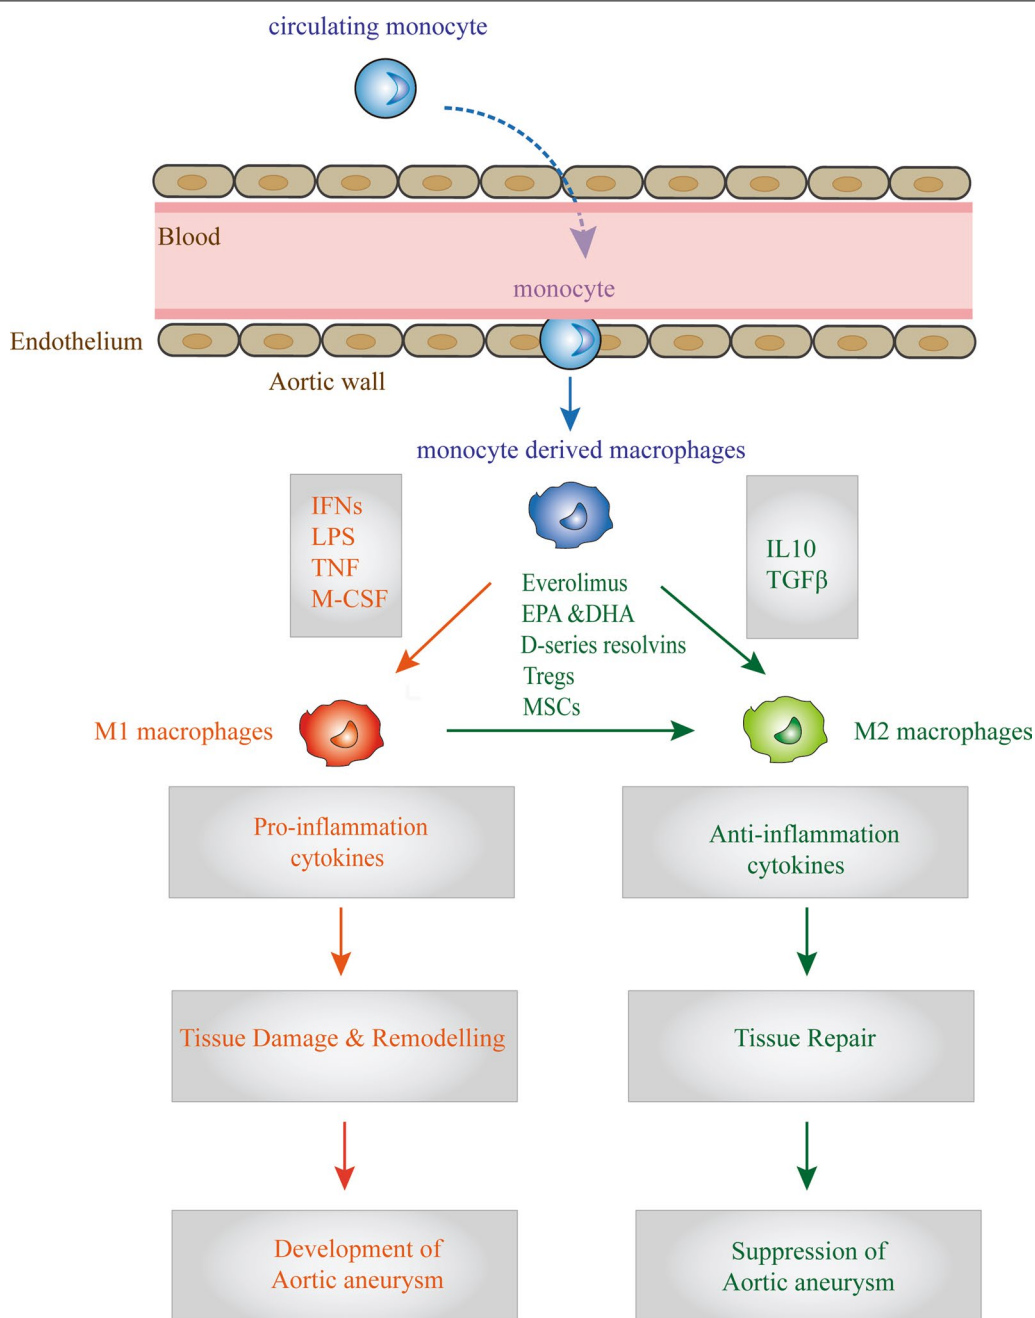 circulating monocyte
Blood
monocyte
Endothelium
Aortic wall
monocyte derived macrophages
IFNs
LPS
TNF
M-CSF
IL10
TGFβ
Everolimus
EPA &DHA
D-series resolvins
Tregs
MSCs
M1 macrophages
M2 macrophages
Pro-inflammation
cytokines
Anti-inflammation
cytokines
Tissue Damage & Remodelling
Tissue Repair
Development of
Aortic aneurysm
Suppression of
Aortic aneurysm